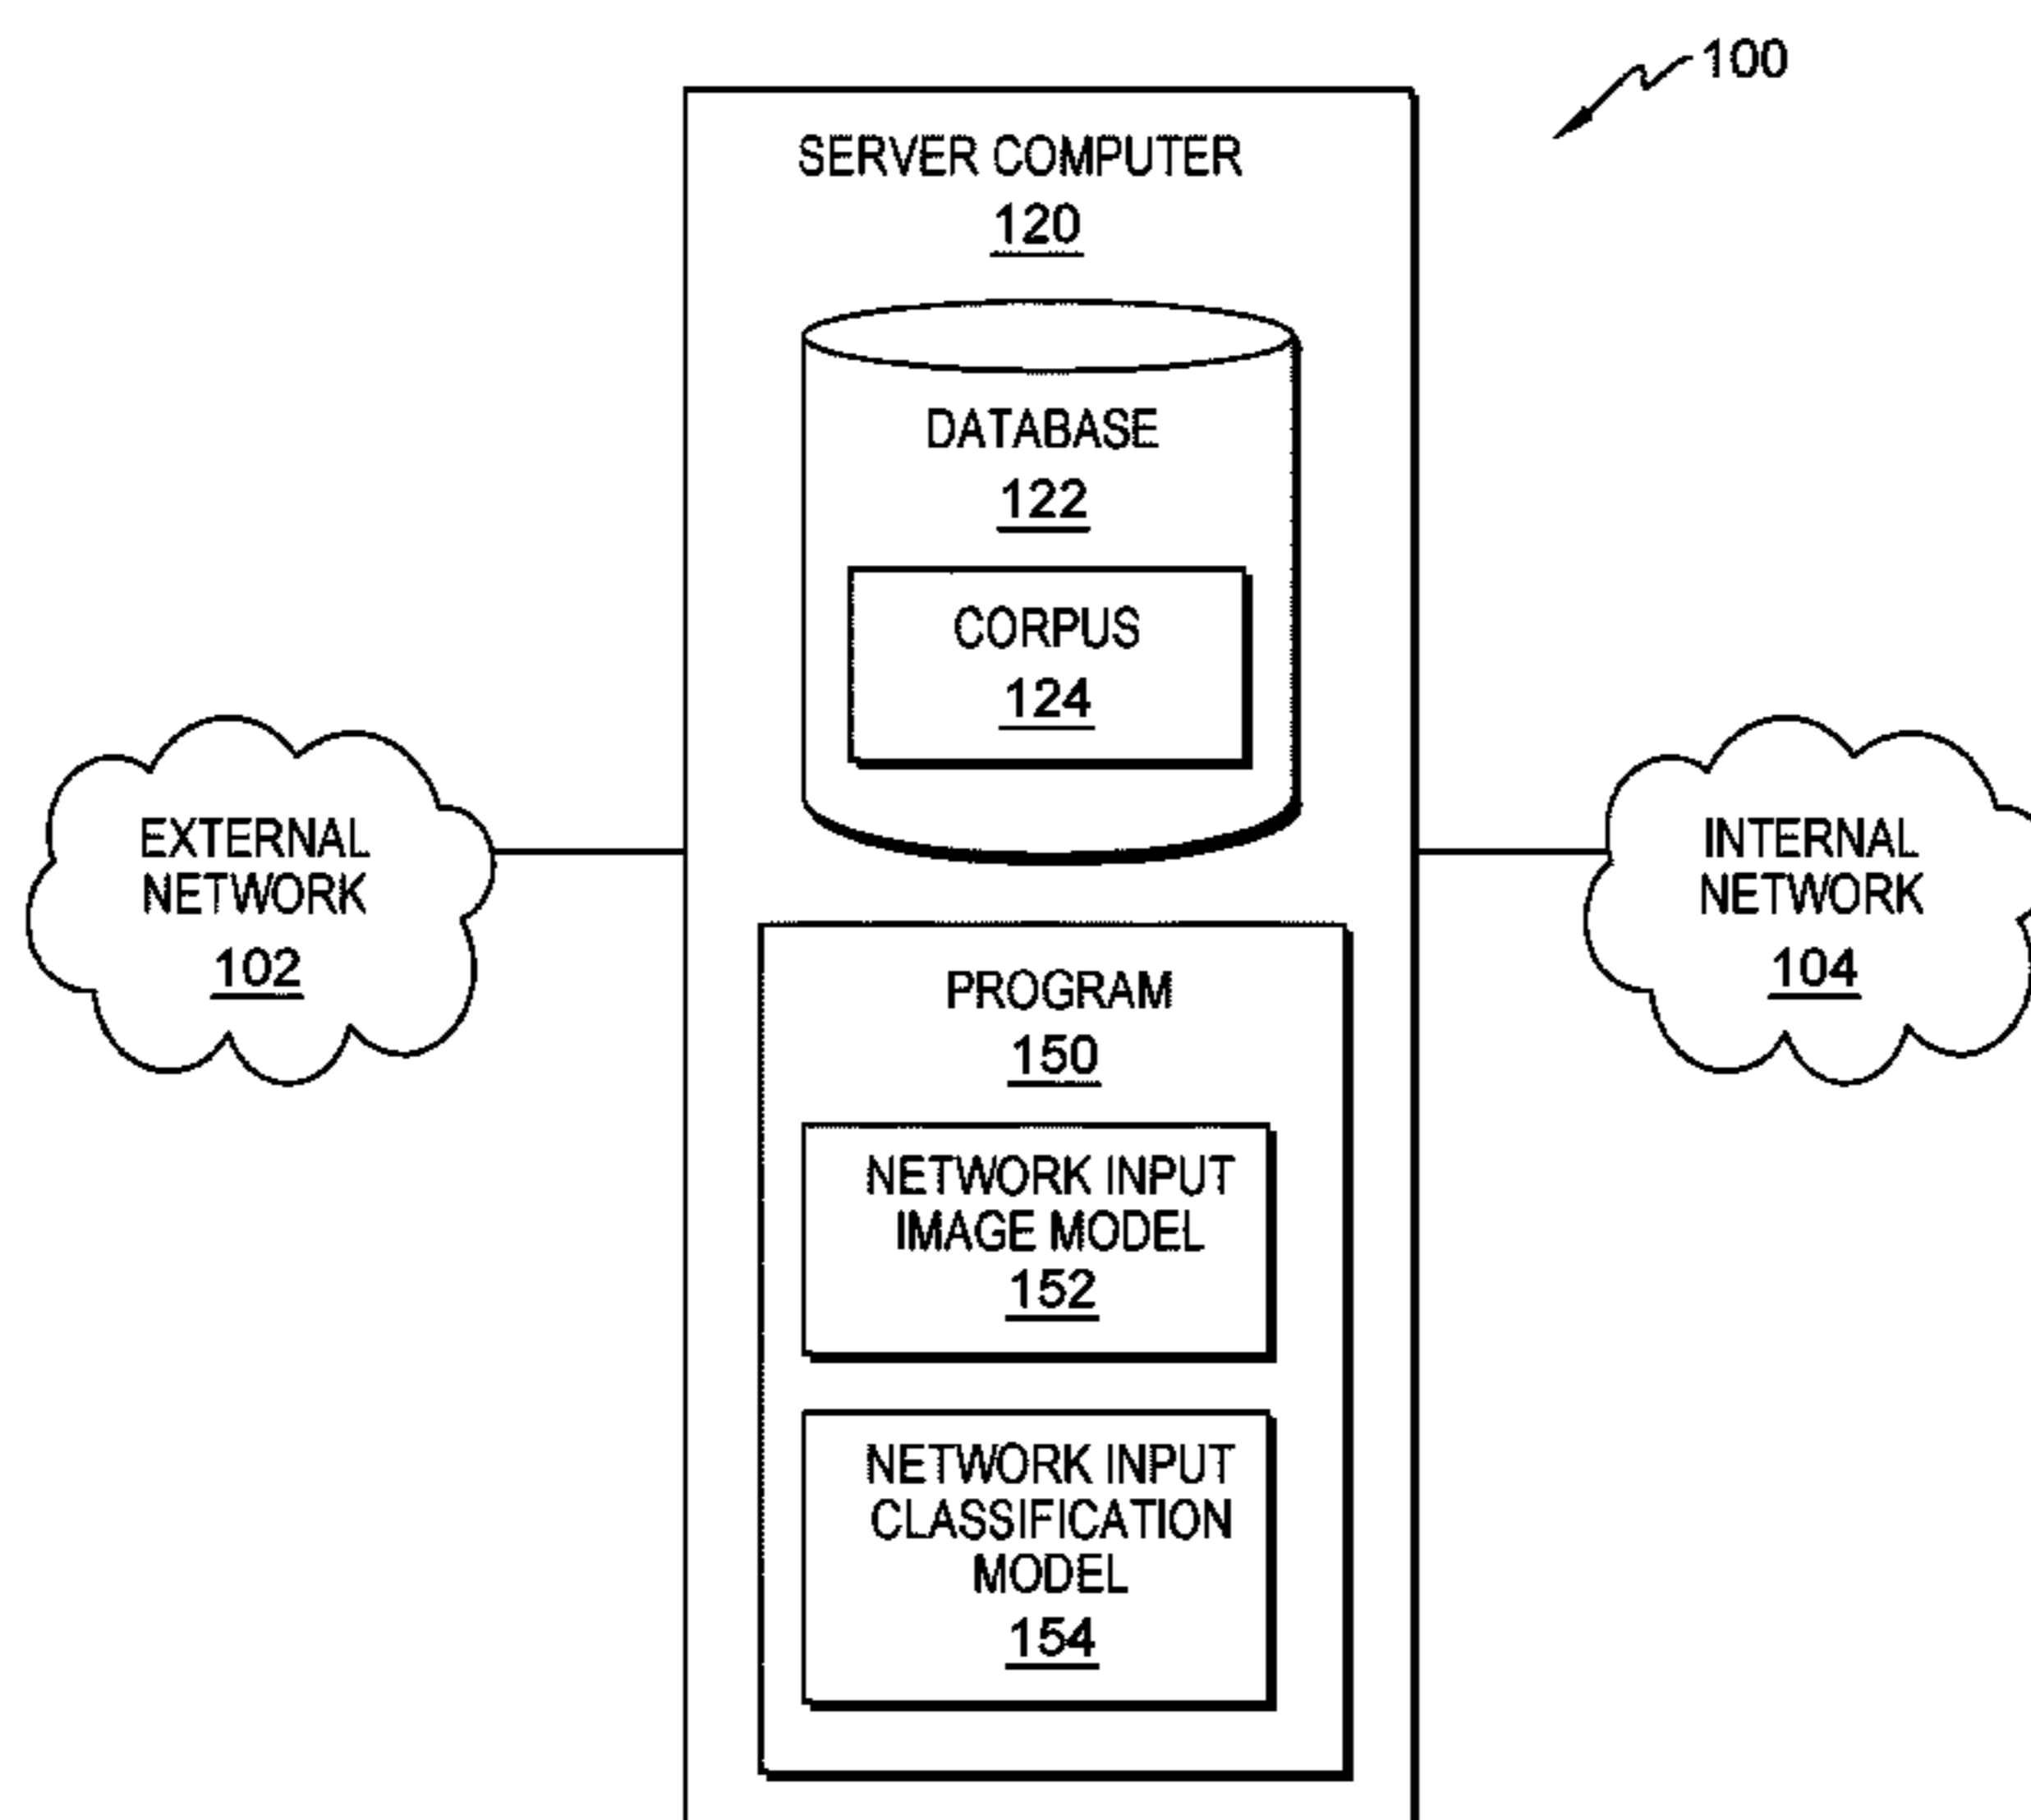 100
SERVER COMPUTER
120
DATABASE
122
CORPUS
124
EXTERNAL
NETWORK
102
INTERNAL
NETWORK
104
PROGRAM
150
NETWORK INPUT
IMAGE MODEL
152
NETWORK INPUT
CLASSIFICATION
MODEL
154